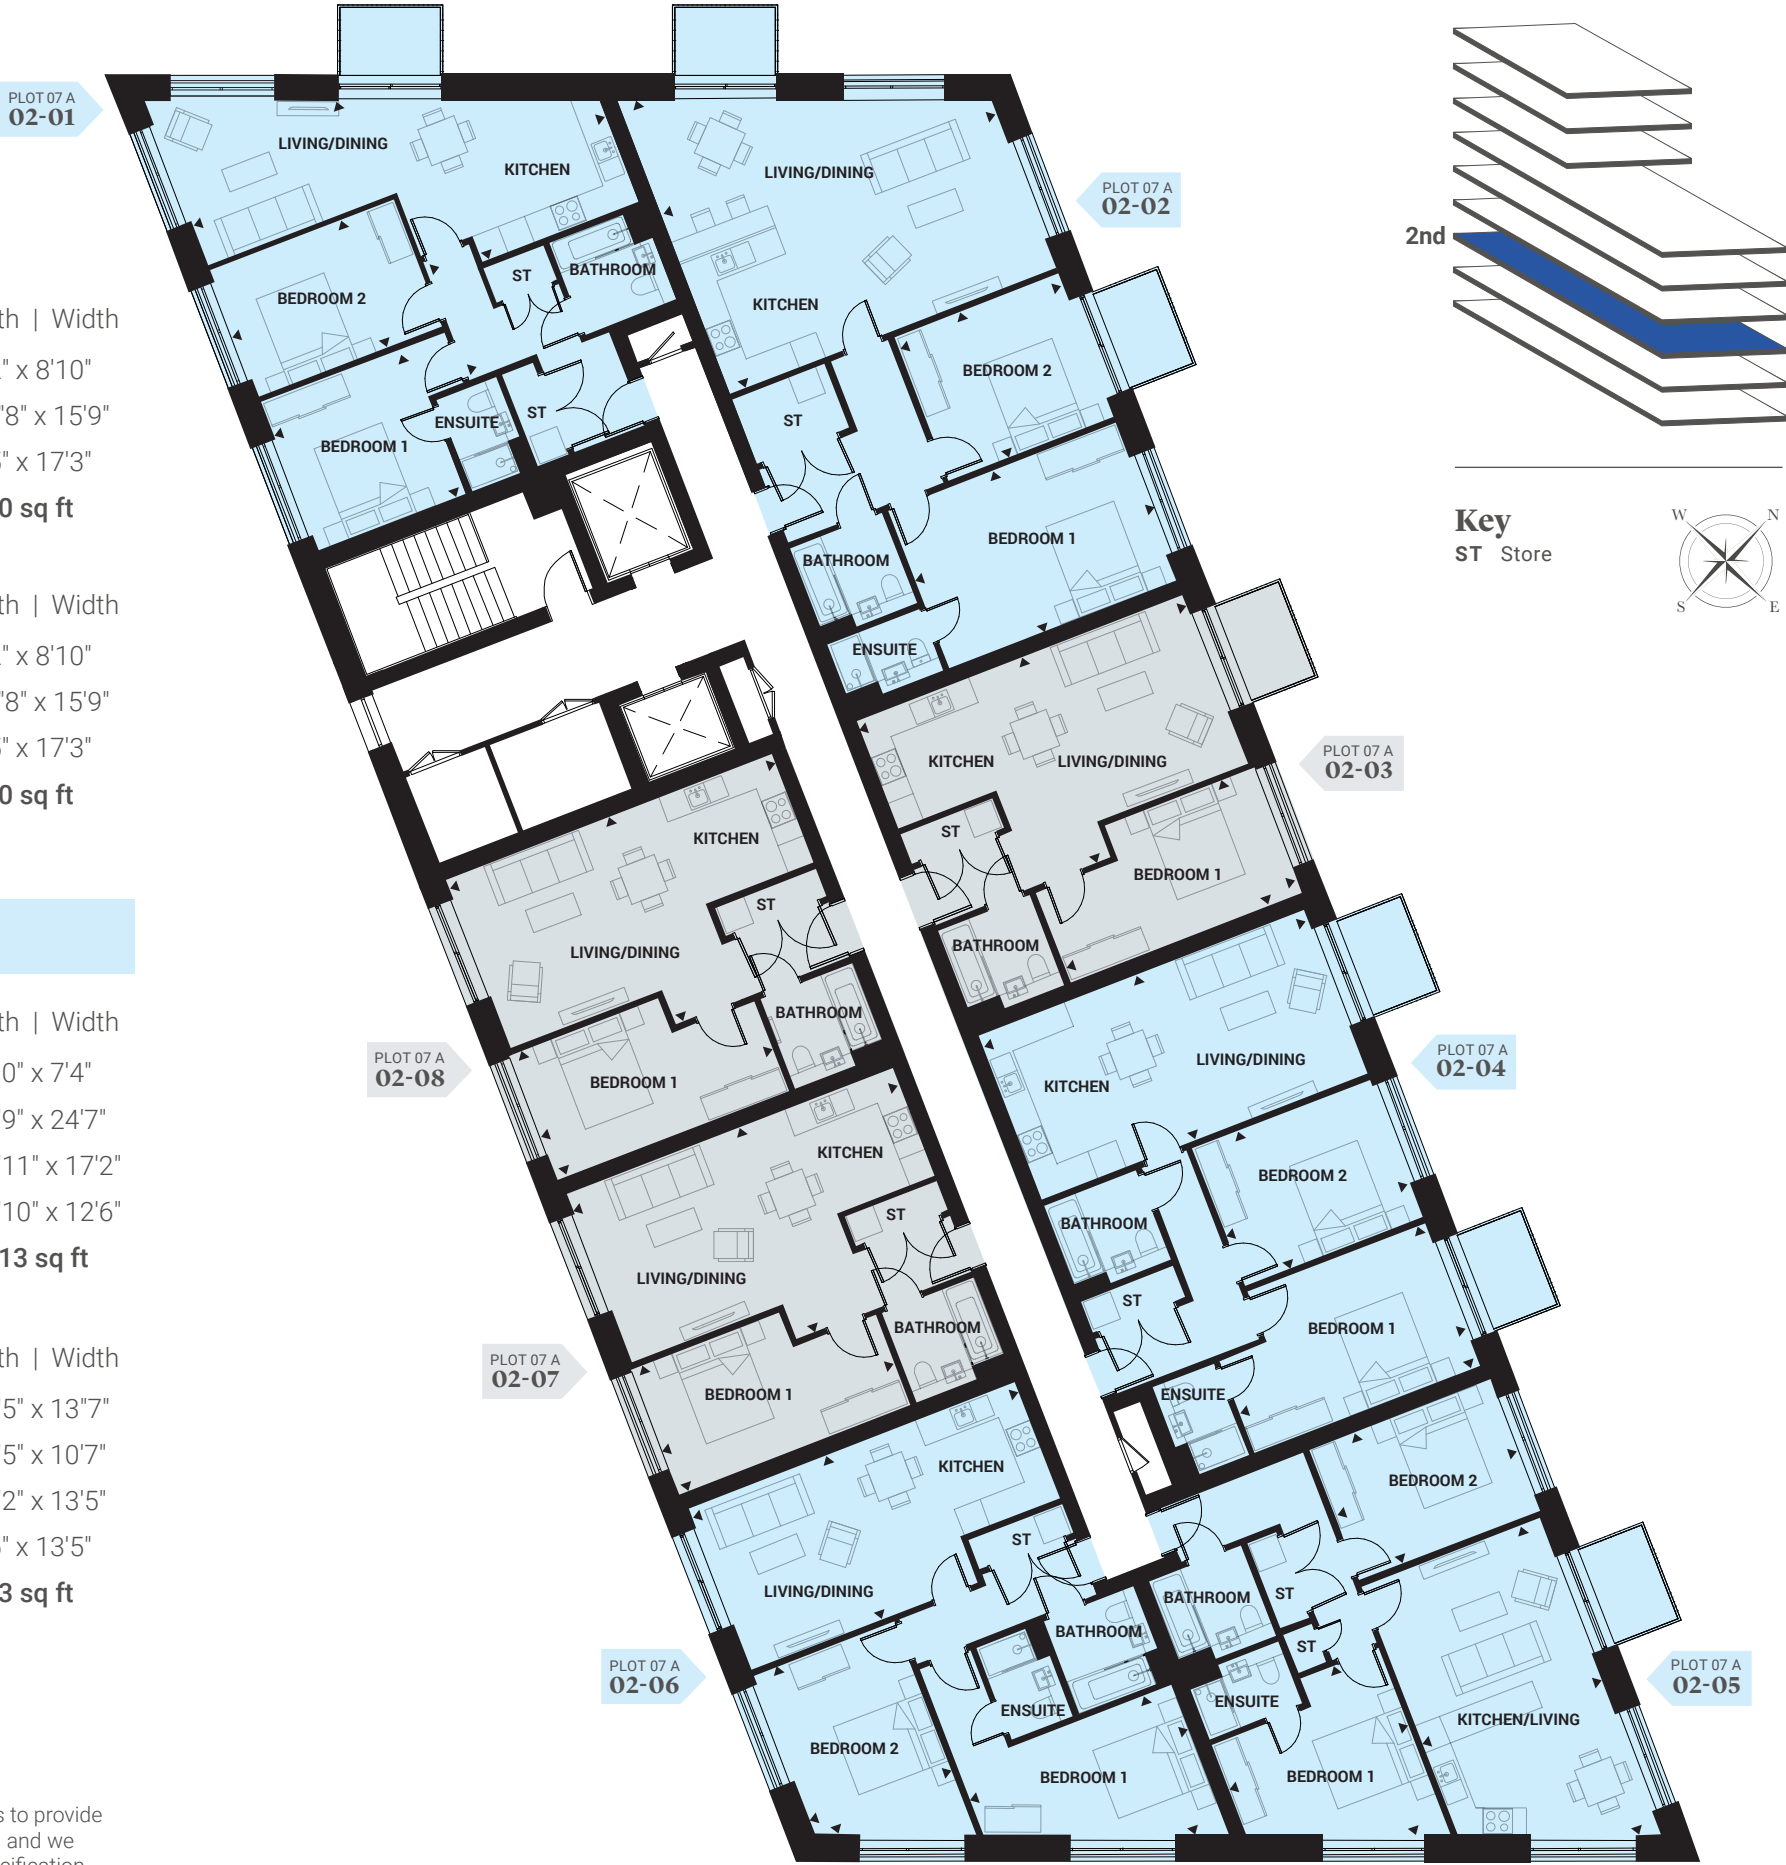 PLOT 07 A
02-01
LIVING/DINING
KITCHEN
BEDROOM 2
ST
BATHROOM
BEDROOM 1
ENSUITE
ST
LIVING/DINING
KITCHEN
PLOT 07 A
02-02
BEDROOM 2
ST
BEDROOM 1
BATHROOM
ENSUITE
2nd
Key
ST Store
W
N
S
E
KITCHEN
LIVING/DINING
PLOT 07 A
02-03
ST
BEDROOM 1
BATHROOM
KITCHEN
ST
LIVING/DINING
BATHROOM
BEDROOM 1
PLOT 07 A
02-08
LIVING/DINING
KITCHEN
PLOT 07 A
02-04
BEDROOM 2
BATHROOM
ST
BEDROOM 1
ENSUITE
KITCHEN
ST
LIVING/DINING
BATHROOM
BEDROOM 1
PLOT 07 A
02-07
KITCHEN
ST
LIVING/DINING
BATHROOM
ENSUITE
BEDROOM 2
BEDROOM 1
PLOT 07 A
02-06
BEDROOM 2
BATHROOM
ST
ST
ENSUITE
KITCHEN/LIVING
BEDROOM 1
PLOT 07 A
02-05
| Width
" x 8'10"
'8" x 15'9"
" x 17'3"
0 sq ft
| Width
" x 8'10"
'8" x 15'9"
" x 17'3"
0 sq ft
| Width
0" x 7'4"
'9" x 24'7"
'11" x 17'2"
'10" x 12'6"
13 sq ft
| Width
'5" x 13'7"
'5" x 10'7"
'2" x 13'5"
" x 13'5"
3 sq ft
to provide
and we